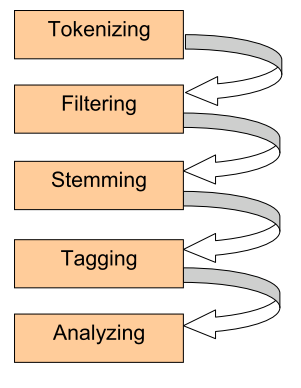 Tokenizing
Filtering
Stemming
Tagging
Analyzing